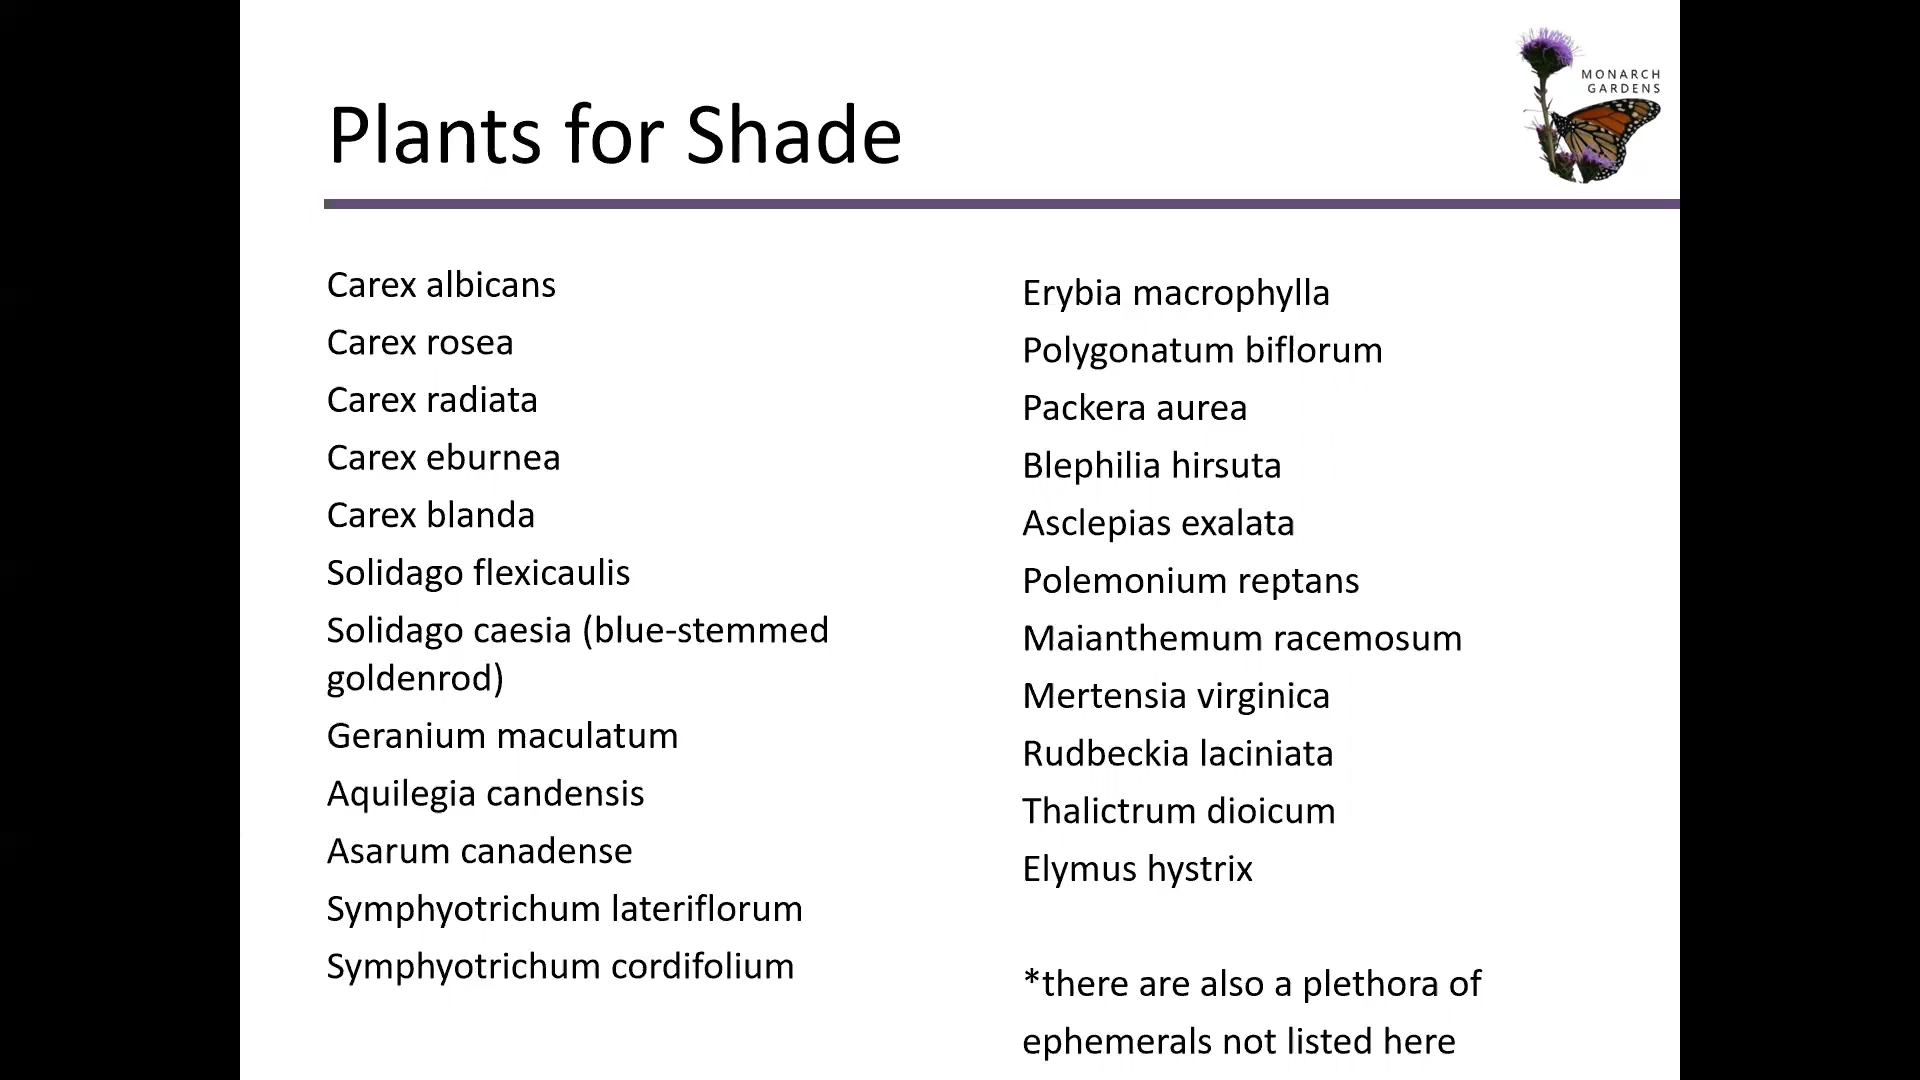 MONARCH
GARDENS
Plants for Shade
Carex albicans
Carex rosea
Carex radiata
Carex eburnea
Carex blanda
Solidago flexicaulis
Solidago caesia (blue-stemmed
goldenrod)
Geranium maculatum
Aquilegia candensis
Asarum canadense
Symphyotrichum lateriflorum
Symphyotrichum cordifolium
Erybia macrophylla
Polygonatum biflorum
Packera aurea
Blephilia hirsuta
Asclepias exalata
Polemonium reptans
Maianthemum racemosum
Mertensia virginica
Rudbeckia laciniata
Thalictrum dioicum
Elymus hystrix
*there are also a plethora of
ephemerals not listed here